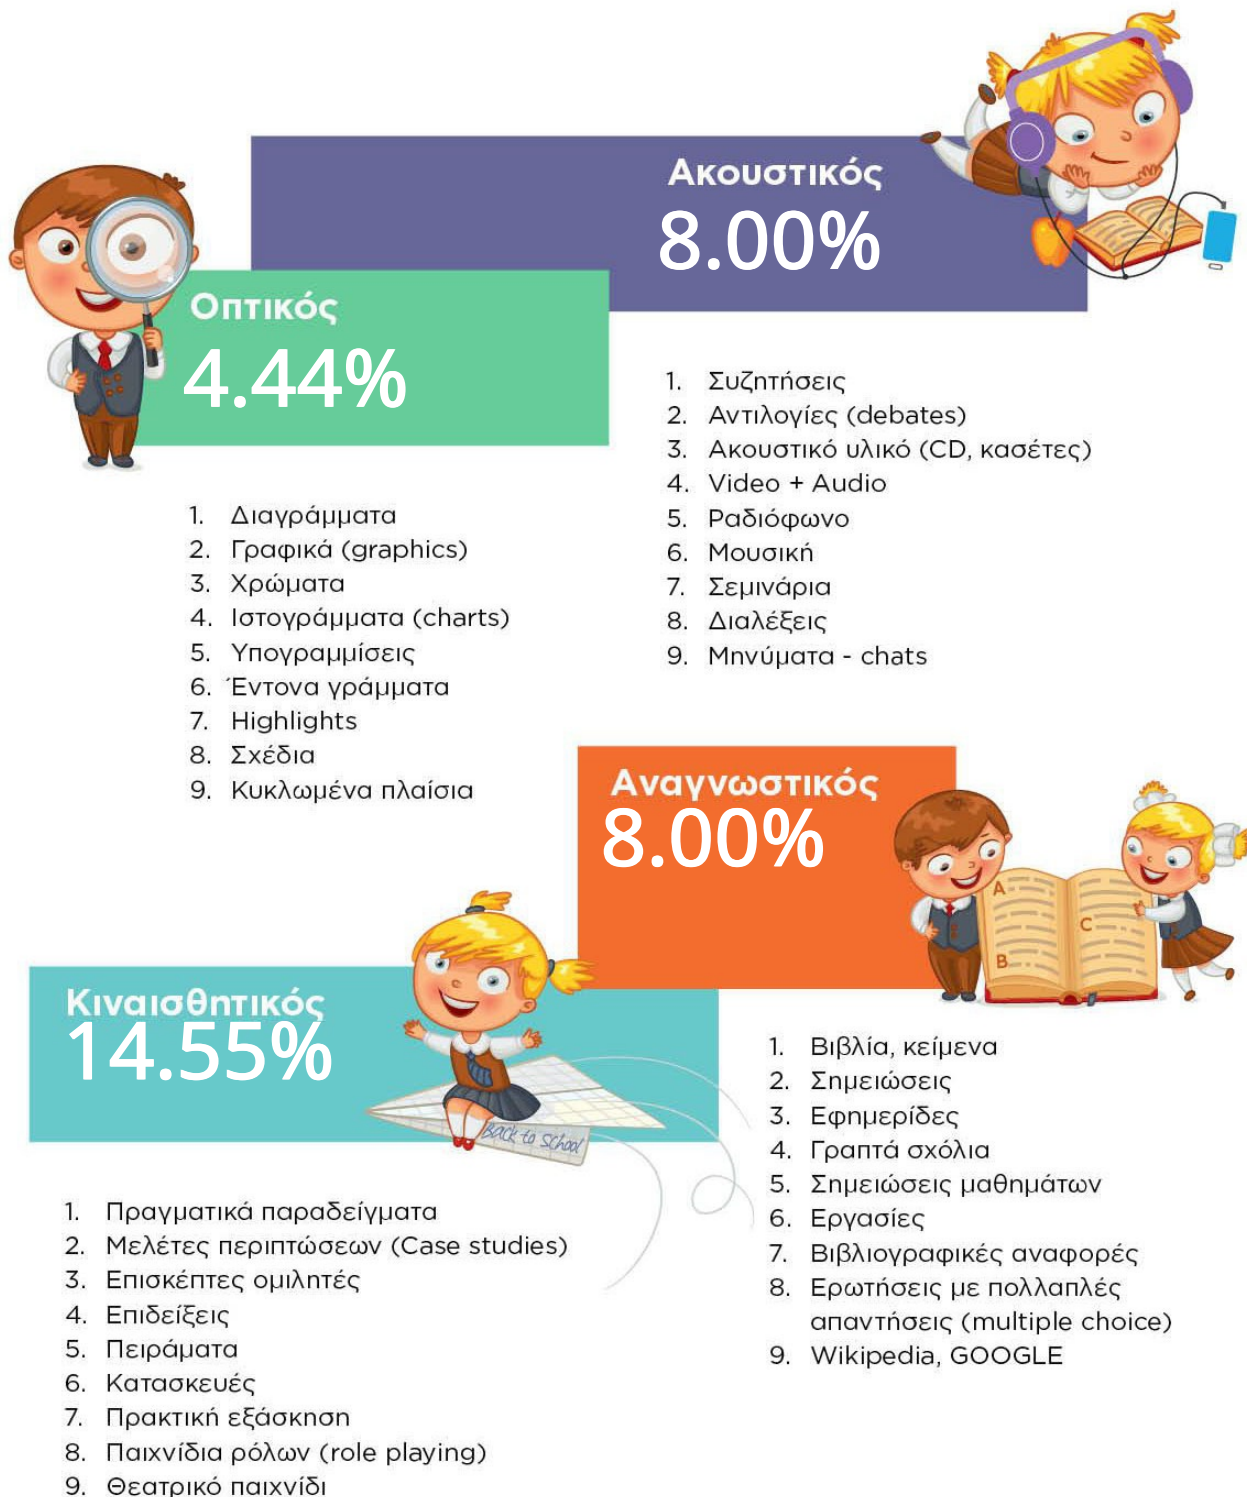 Ακουστικός
8.00%
Οπτικός
4.44%
1. Συζητήσεις
2. Αντιλογίες (debates)
3. Ακουστικό υλικό (CD, κασέτες)
4. Video + Audio
5. Ραδιόφωνο
6. Μουσική
7. Σεμινάρια
8. Διαλέξεις
9. Μηνύματα - chats
1. Διαγράμματα
2. Γραφικά (graphics)
3. Χρώματα
4. Ιστογράμματα (charts)
5. Υπογραμμίσεις
6. Έντονα γράμματα
7. Highlights
8. Σχέδια
9. Κυκλωμένα πλαίσια
Αναγνωστικός
8.00%
A
C
B
Κιναισθητικός
14.55%
Back to School
1. Βιβλία, κείμενα
2. Σημειώσεις
3. Εφημερίδες
4. Γραπτά σχόλια
5. Σημειώσεις μαθημάτων
6. Εργασίες
7. Βιβλιογραφικές αναφορές
8. Ερωτήσεις με πολλαπλές
απαντήσεις (multiple choice)
9. Wikipedia, GOOGLE
1. Πραγματικά παραδείγματα
2. Μελέτες περιπτώσεων (Case studies)
3. Επισκέπτες ομιλητές
4. Επιδείξεις
5. Πειράματα
6. Κατασκευές
7. Πρακτική εξάσκηση
8. Παιχνίδια ρόλων (role playing)
9. Θεατρικό παιχνίδι